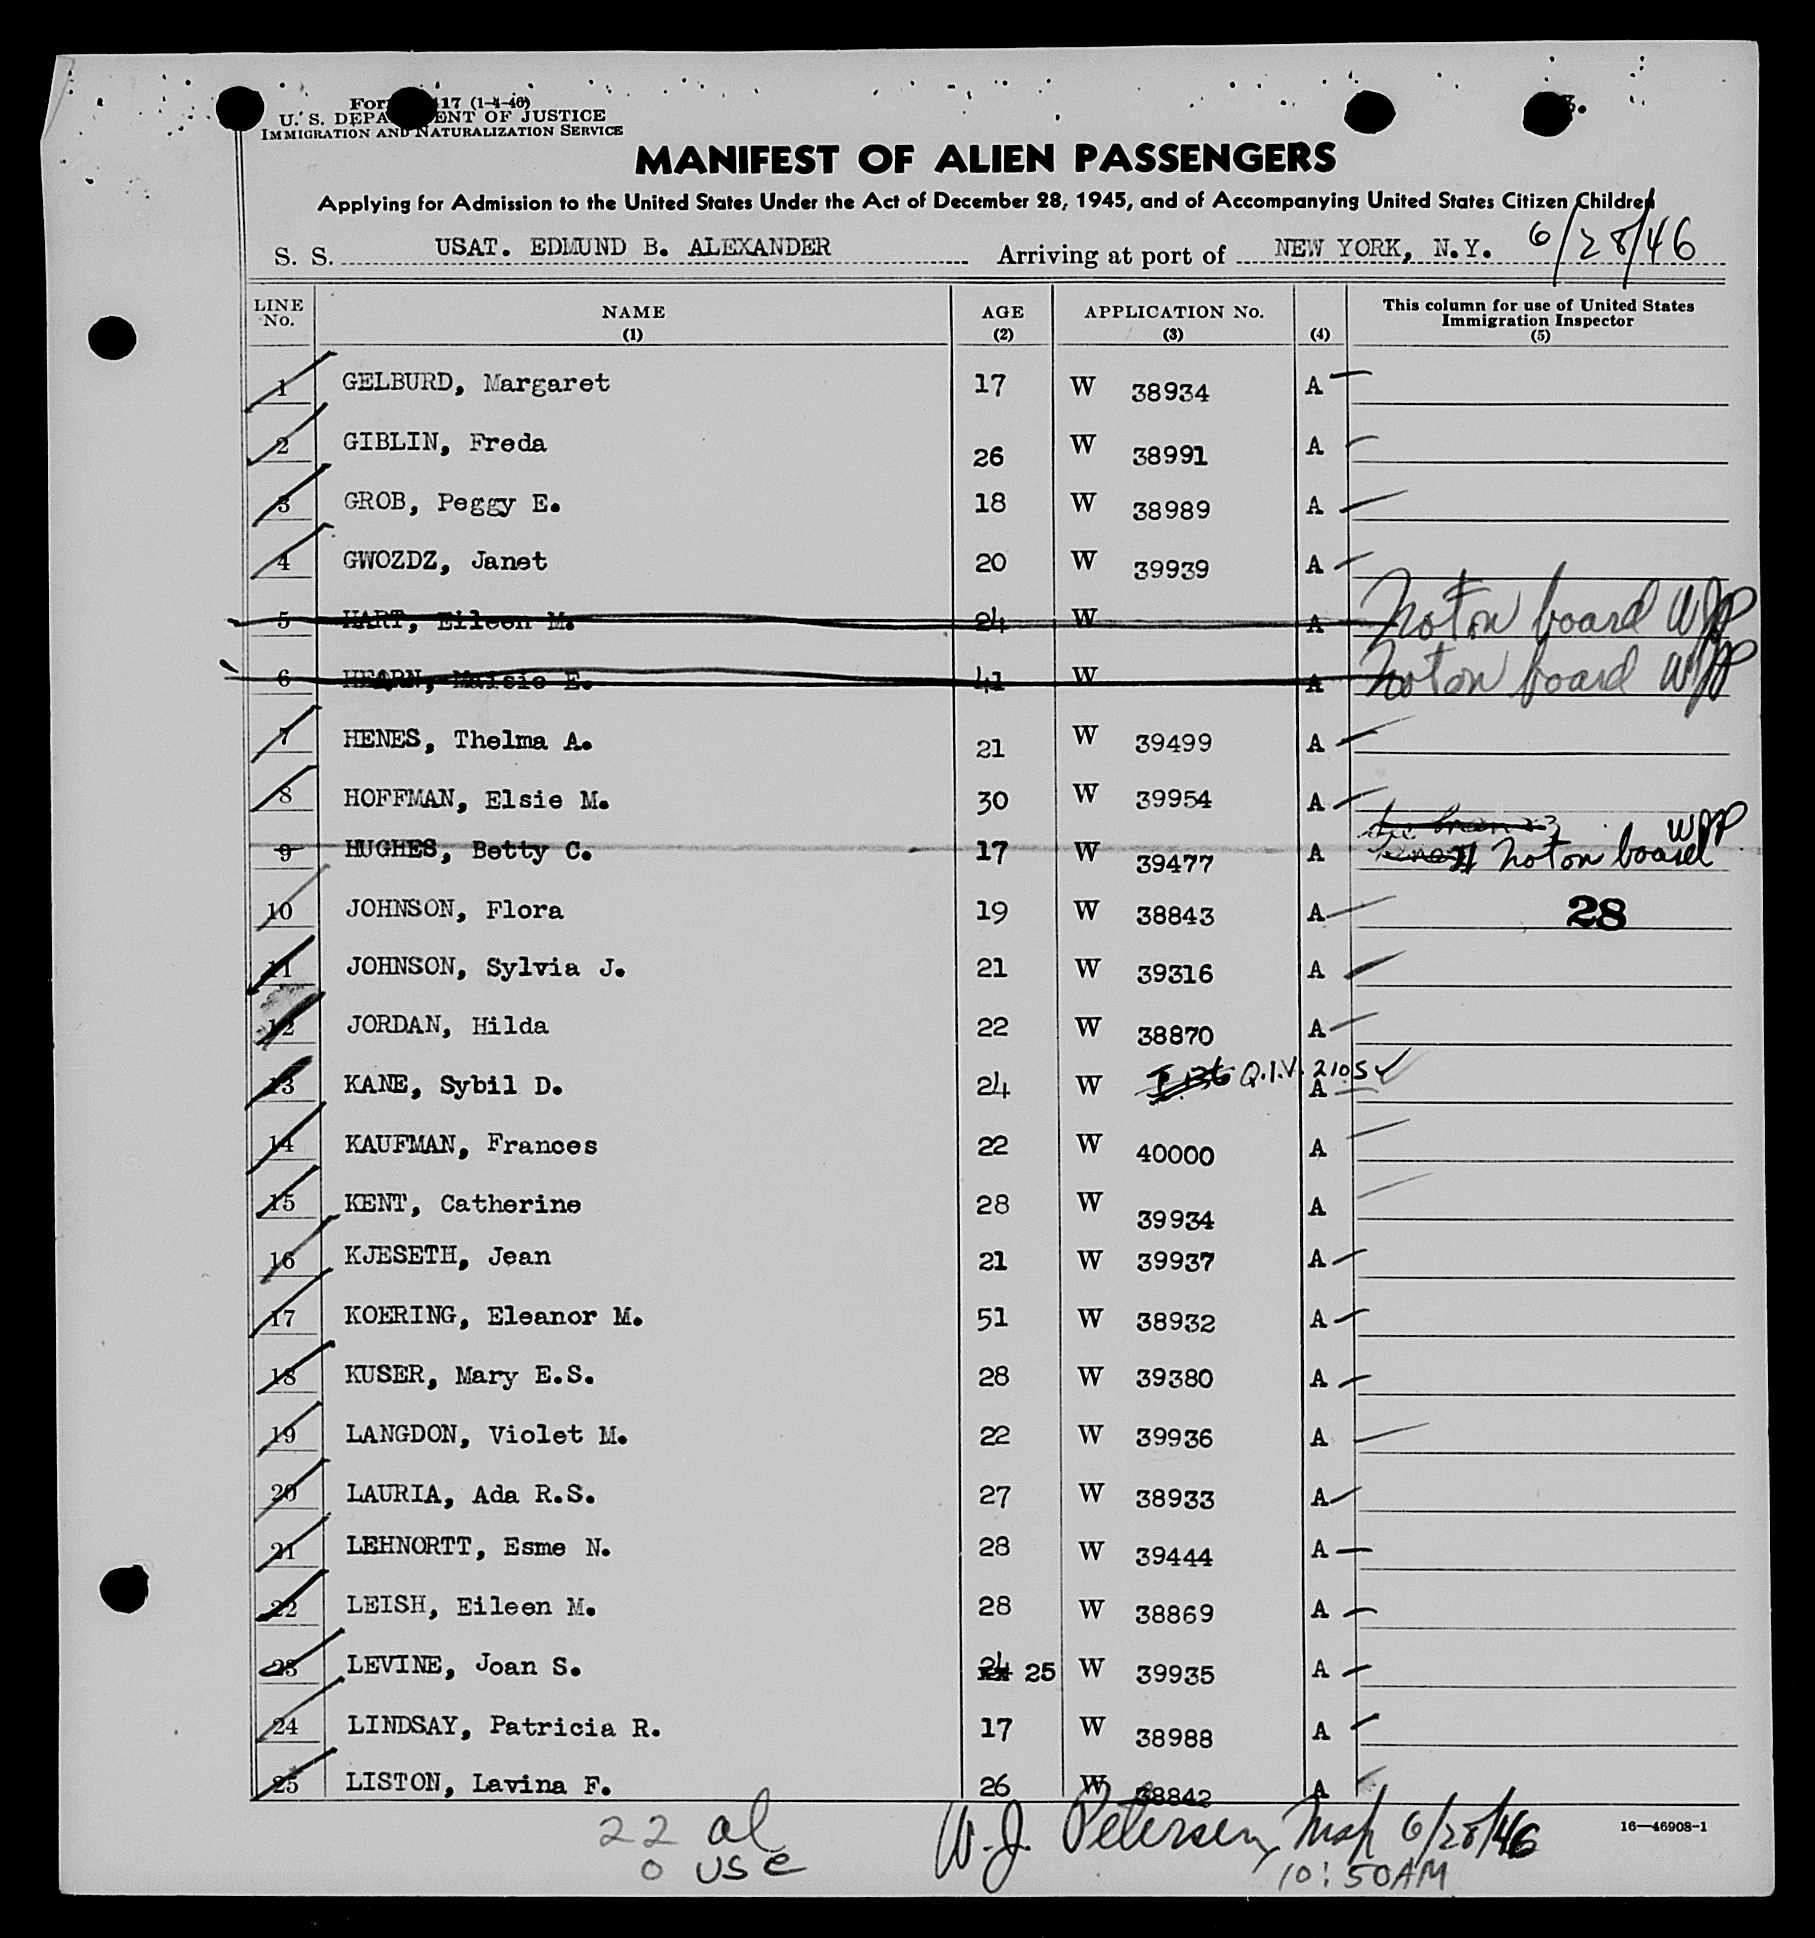 417 (1-4-46)
U. S. DEPARTMENT OF JUSTICE
IMMIGRATION AND NATURALIZATION SERVICE
MANIFEST OF ALIEN PASSENGERS
Applying for Admission to the United States Under the Act of December 28, 1945, and of Accompanying United States Citizen Children
S. S. USAT. EDMUND B. ALEXANDER Arriving at port of NEW YORK, N.Y. 6/28/46
LINE No. NAME (1) AGE (2) APPLICATION No. (3) (4) This column for use of United States Immigration Inspector (5)
1 GELBURD, Margaret 17 W 38934 A
2 GIBLIN, Freda 26 W 38991 A
3 GROB, Peggy E. 18 W 38989 A
4 GWOZDZ, Janet 20 W 39939 A
5 HART, Eileen M. 24 W A Not on board WJP
6 HEARN, Maisie E. 41 W A Not on board WJP
7 HENES, Thelma A. 21 W 39499 A
8 HOFFMAN, Elsie M. 30 W 39954 A
9 HUGHES, Betty C. 17 W 39477 A Not on board WJP
10 JOHNSON, Flora 19 W 38843 A 28
11 JOHNSON, Sylvia J. 21 W 39316 A
12 JORDAN, Hilda 22 W 38870 A
13 KANE, Sybil D. 24 W Q.I.V. 2105 A
14 KAUFMAN, Frances 22 W 40000 A
15 KENT, Catherine 28 W 39934 A
16 KJESETH, Jean 21 W 39937 A
17 KOERING, Eleanor M. 51 W 38932 A
18 KUSER, Mary E.S. 28 W 39380 A
19 LANGDON, Violet M. 22 W 39936 A
20 LAURIA, Ada R.S. 27 W 38933 A
21 LEHNORTT, Esme N. 28 W 39444 A
22 LEISH, Eileen M. 28 W 38869 A
23 LEVINE, Joan S. 24 25 W 39935 A
24 LINDSAY, Patricia R. 17 W 38988 A
25 LISTON, Lavina F. 26 W 38842 A
22 al W. J. Petersen, Insp 6/28/46 16—46908-1
0 USC 10:50AM